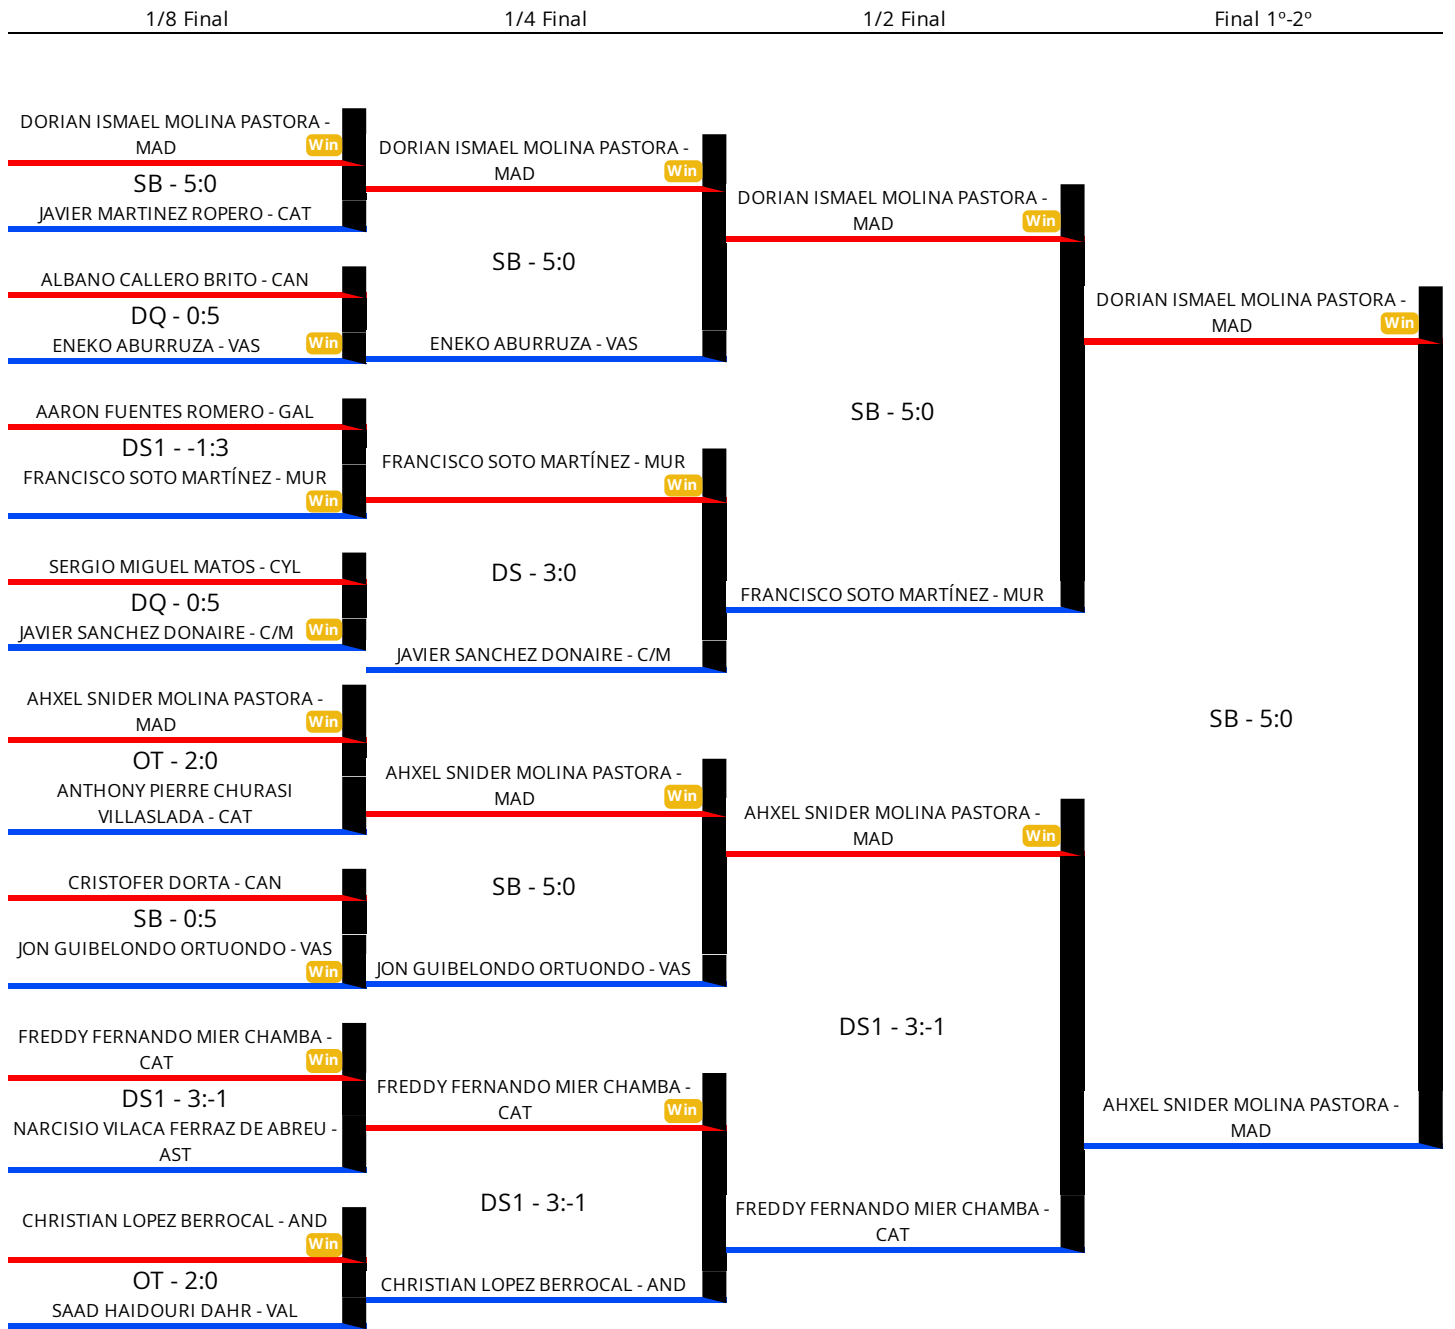 1/8 Final
1/4 Final
1/2 Final
Final 1º-2º
DORIAN ISMAEL MOLINA PASTORA -
MAD
Win
SB - 5:0
JAVIER MARTINEZ ROPERO - CAT
ALBANO CALLERO BRITO - CAN
DQ - 0:5
ENEKO ABURRUZA - VAS
Win
AARON FUENTES ROMERO - GAL
DS1 - -1:3
FRANCISCO SOTO MARTÍNEZ - MUR
Win
SERGIO MIGUEL MATOS - CYL
DQ - 0:5
JAVIER SANCHEZ DONAIRE - C/M
Win
AHXEL SNIDER MOLINA PASTORA -
MAD
Win
OT - 2:0
ANTHONY PIERRE CHURASI
VILLASLADA - CAT
CRISTOFER DORTA - CAN
SB - 0:5
JON GUIBELONDO ORTUONDO - VAS
Win
FREDDY FERNANDO MIER CHAMBA -
CAT
Win
DS1 - 3:-1
NARCISIO VILACA FERRAZ DE ABREU -
AST
CHRISTIAN LOPEZ BERROCAL - AND
Win
OT - 2:0
SAAD HAIDOURI DAHR - VAL
DORIAN ISMAEL MOLINA PASTORA -
MAD
Win
SB - 5:0
ENEKO ABURRUZA - VAS
FRANCISCO SOTO MARTÍNEZ - MUR
Win
DS - 3:0
JAVIER SANCHEZ DONAIRE - C/M
AHXEL SNIDER MOLINA PASTORA -
MAD
Win
SB - 5:0
JON GUIBELONDO ORTUONDO - VAS
FREDDY FERNANDO MIER CHAMBA -
CAT
Win
DS1 - 3:-1
CHRISTIAN LOPEZ BERROCAL - AND
DORIAN ISMAEL MOLINA PASTORA -
MAD
Win
SB - 5:0
FRANCISCO SOTO MARTÍNEZ - MUR
AHXEL SNIDER MOLINA PASTORA -
MAD
Win
DS1 - 3:-1
FREDDY FERNANDO MIER CHAMBA -
CAT
DORIAN ISMAEL MOLINA PASTORA -
MAD
Win
SB - 5:0
AHXEL SNIDER MOLINA PASTORA -
MAD